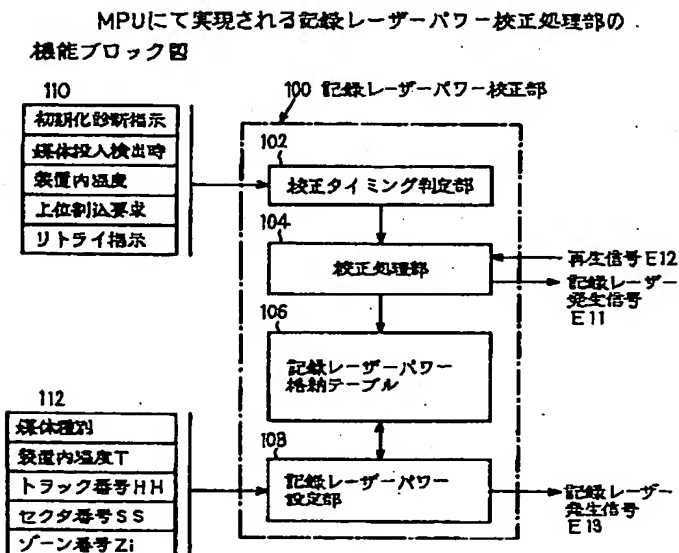 MPUにて実現される記録レーザーパワー校正処理部の
機能ブロック図
110
初期化診断指示
媒体投入検出時
装置内温度
上位割込要求
リトライ指示
100 記録レーザーパワー校正部
102
校正タイミング判定部
104
校正処理部
再生信号E12
記録レーザー
発生信号
E11
106
記録レーザーパワー
格納テーブル
112
媒体種別
装置内温度T
トラック番号HH
セクタ番号SS
ゾーン番号Zi
108
記録レーザーパワー
設定部
記録レーザー
発生信号
E13